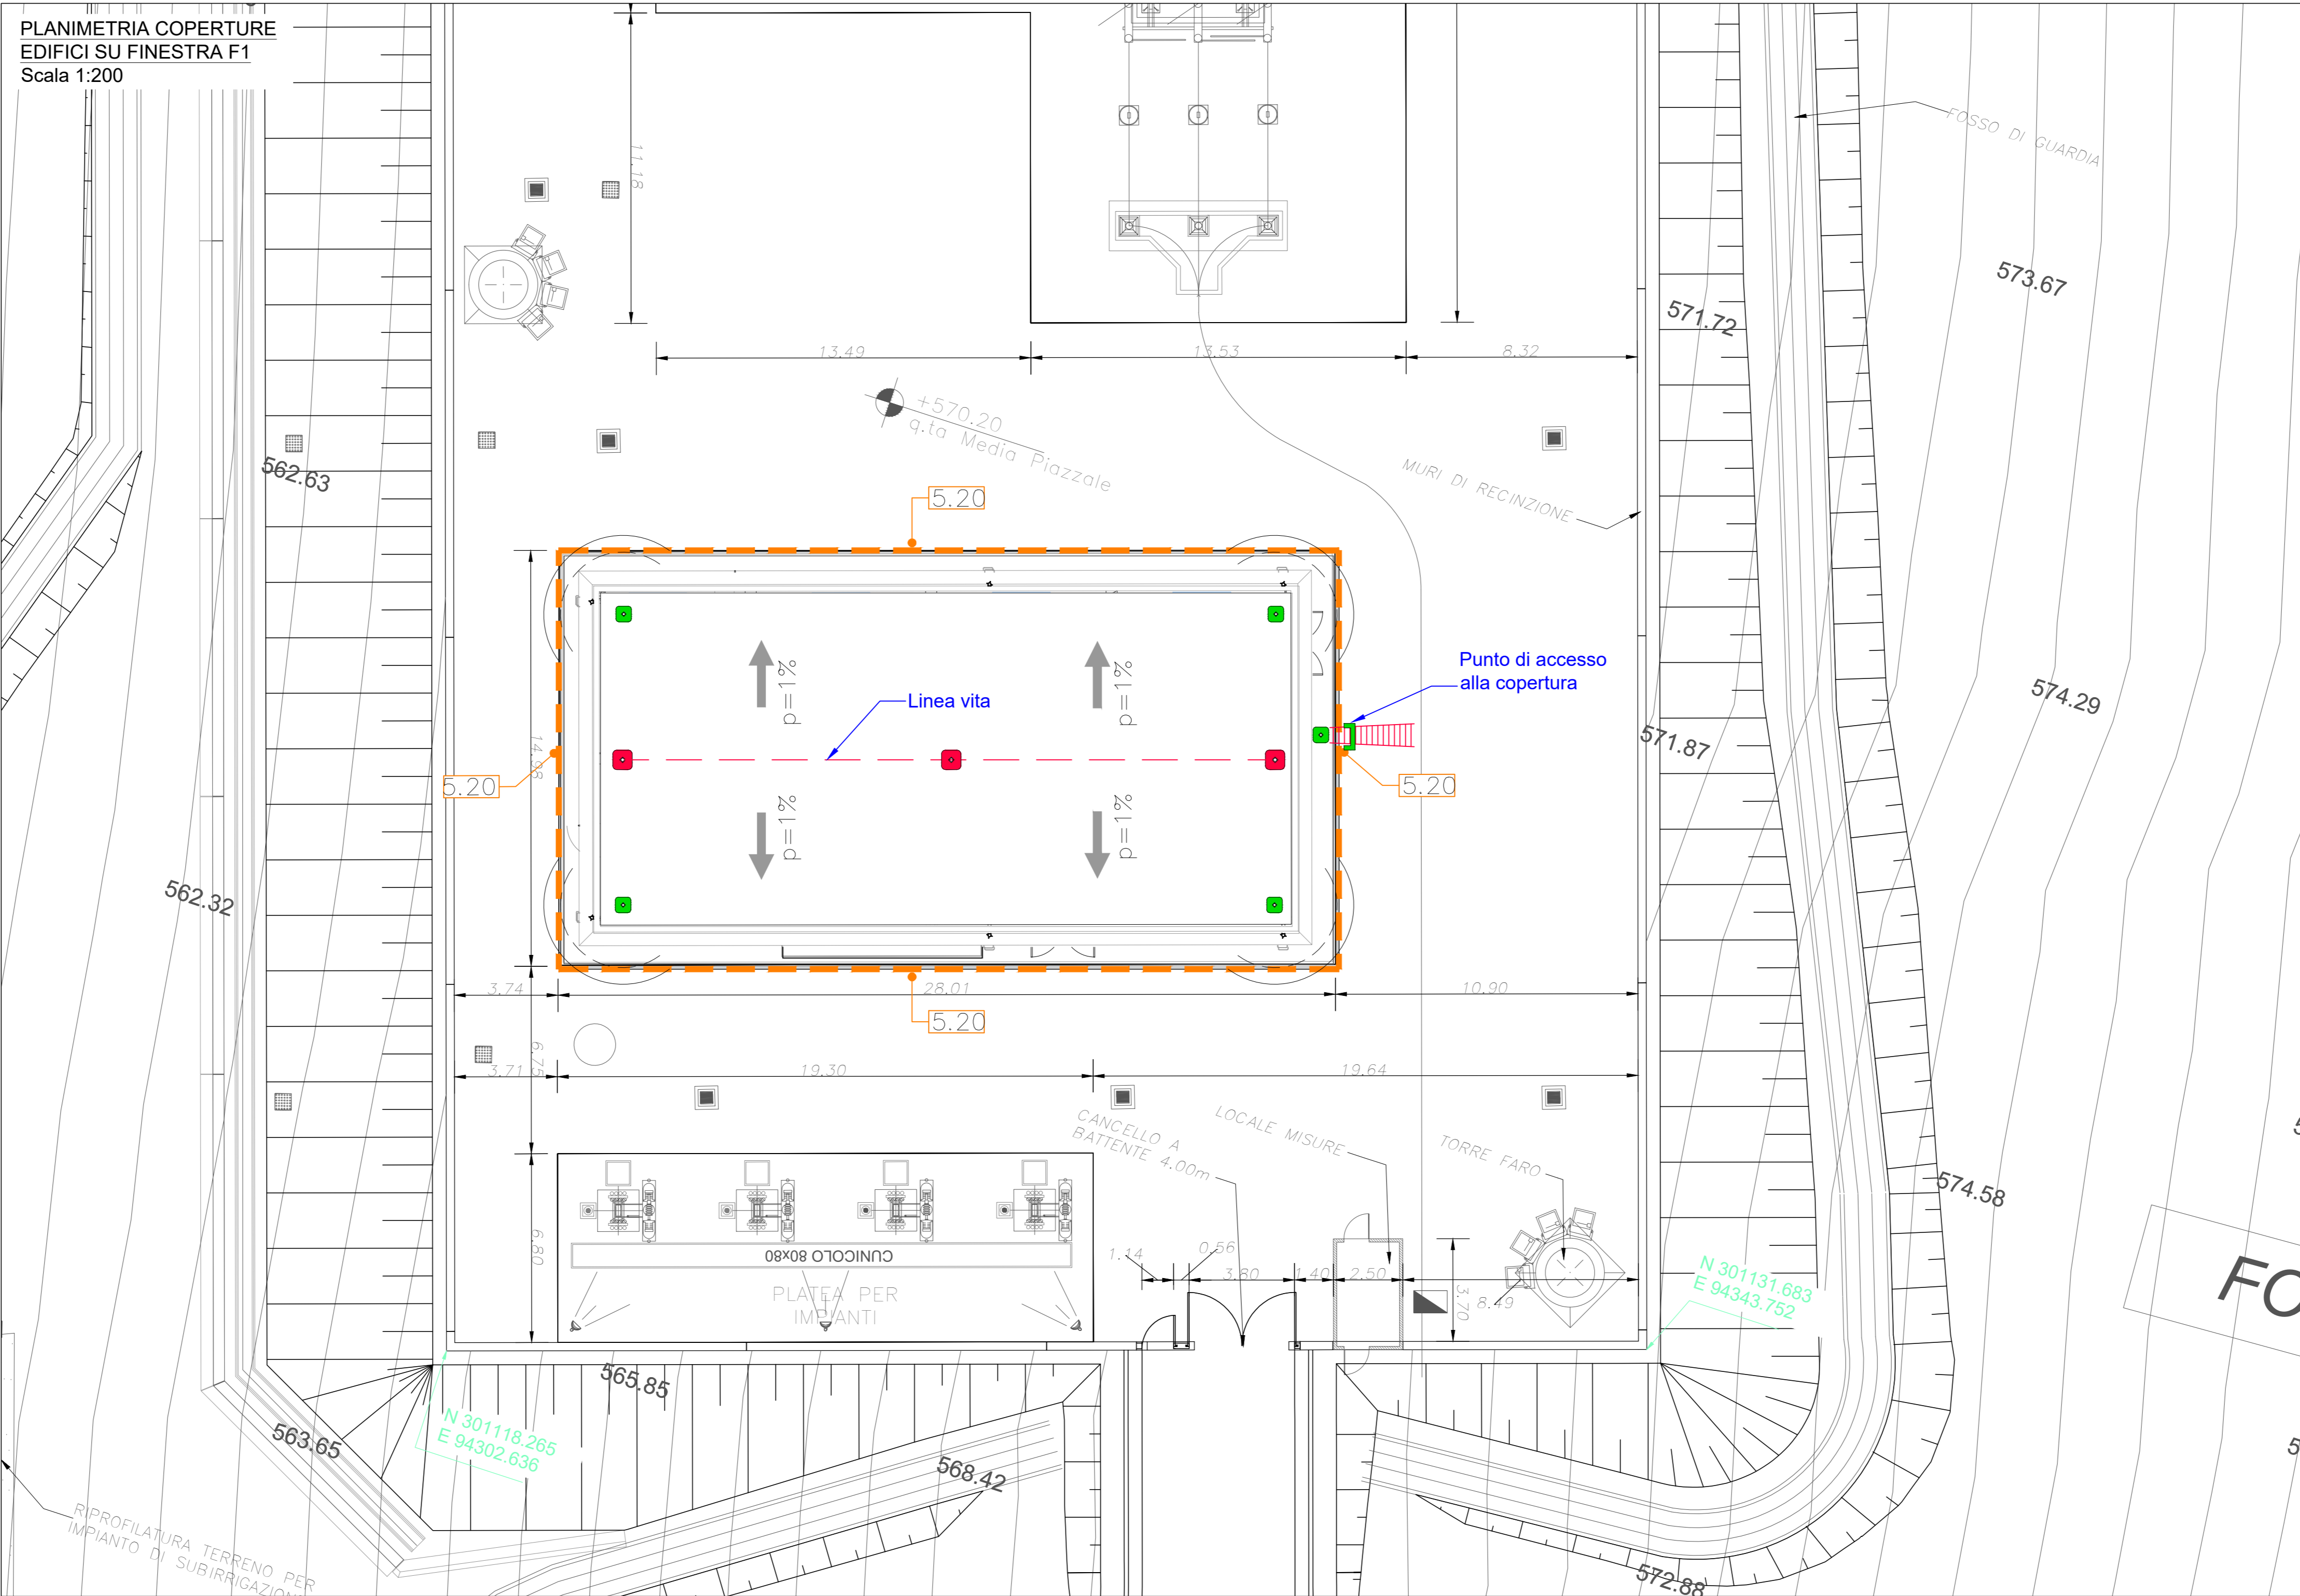 PLANIMETRIA COPERTURE
EDIFICI SU FINESTRA F1
Scala 1:200
11.18
FOSSO DI GUARDIA
573.67
571.72
13.49
13.53
8.32
+570.20
q.ta Media Piazzale
562.63
MURI DI RECINZIONE
5.20
Punto di accesso
alla copertura
p=1%
p=1%
Linea vita
574.29
571.87
14.98
5.20
5.20
p=1%
p=1%
562.32
3.74
28.01
10.90
5.20
6.75
3.71
19.30
19.64
CANCELLO A
BATTENTE 4.00m
LOCALE MISURE
TORRE FARO
574.58
6.80
CUNICOLO 80x80
PLATEA PER
IMPIANTI
1.14
0.56
3.80
1.40
2.50
3.70
8.49
N 301131.683
E 94343.752
FO
565.85
N 301118.265
E 94302.636
563.65
568.42
RIPROFILATURA TERRENO PER
IMPIANTO DI SUBIRRIGAZION
572.88